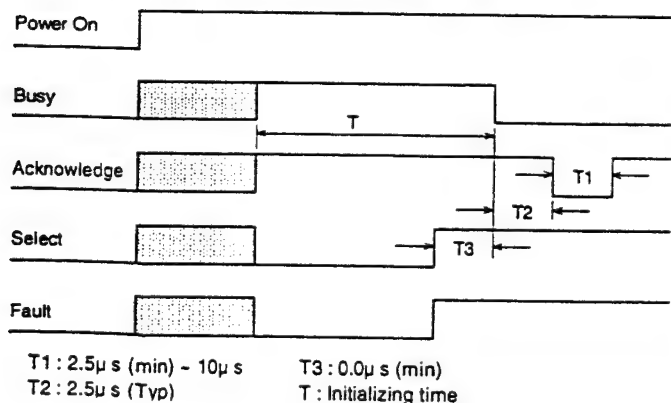 Power On
Busy
T
Acknowledge
T1
T2
Select
T3
Fault
T1 : 2.5μ s (min) ~ 10μ s
T3 : 0.0μ s (min)
T2 : 2.5μ s (Typ)
T : Initializing time